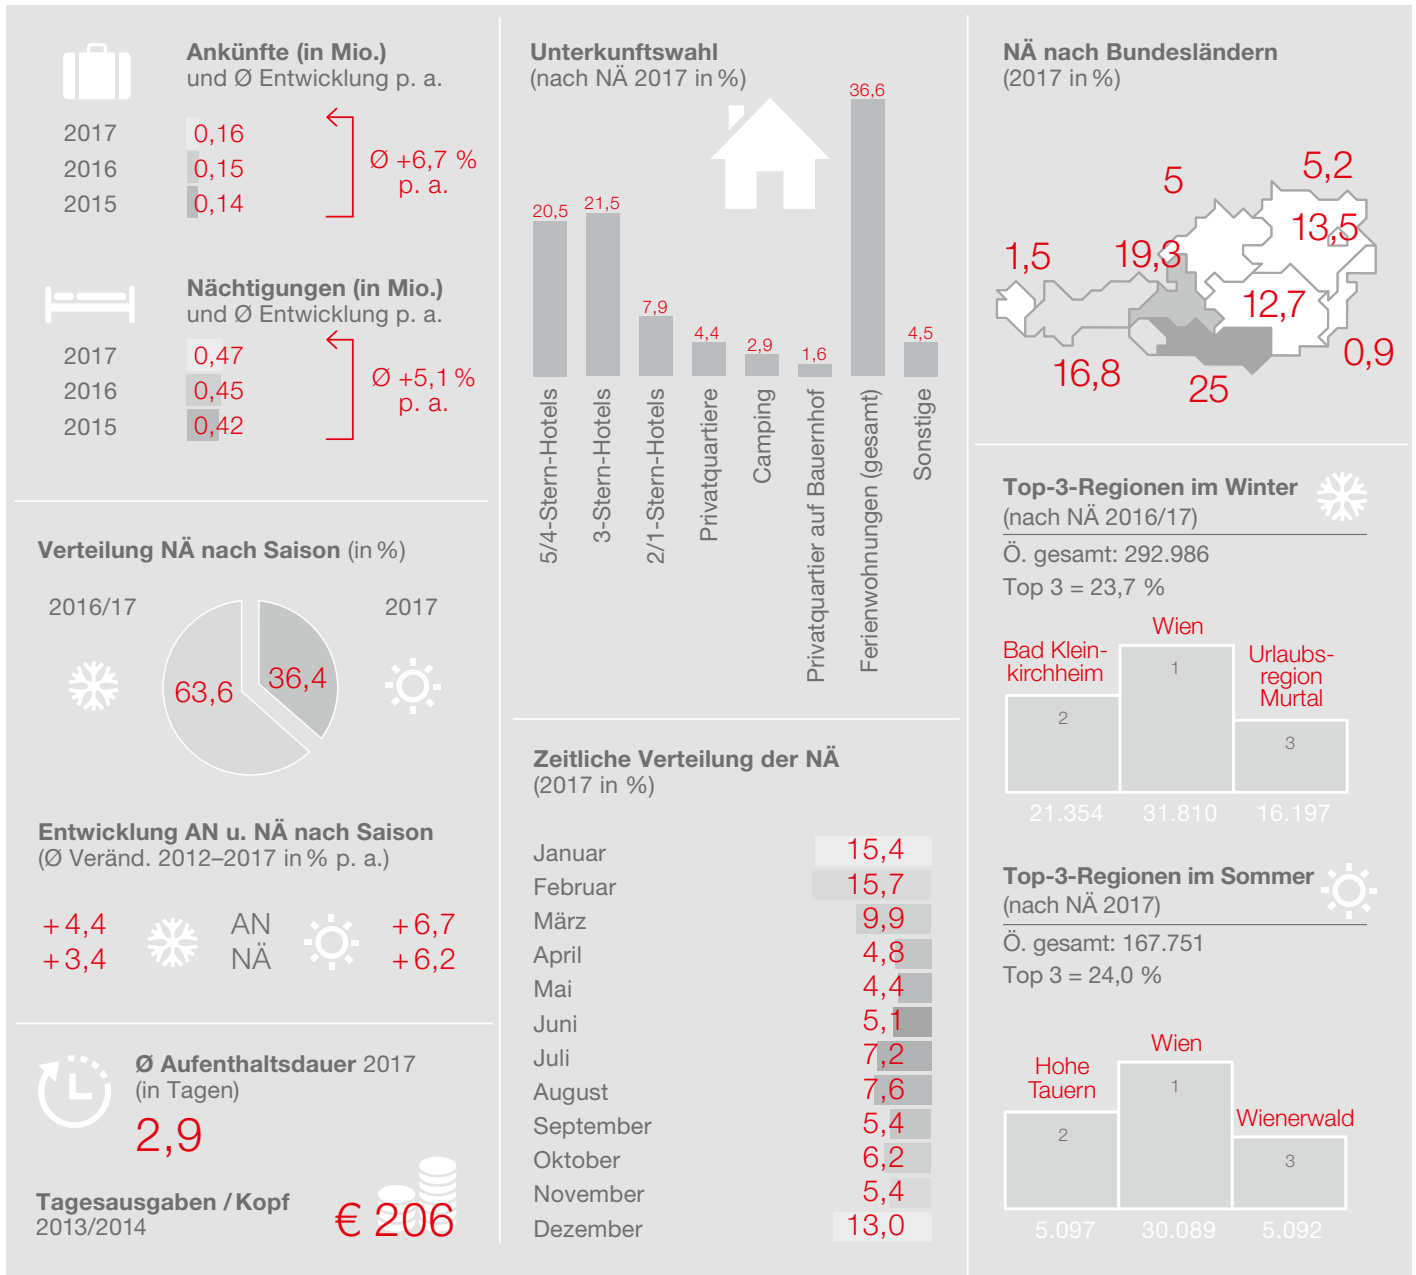 Ankünfte (in Mio.)
und Ø Entwicklung p. a.
2017 0,16
2016 0,15
2015 0,14
Ø +6,7 %
p. a.
Nächtigungen (in Mio.)
und Ø Entwicklung p. a.
2017 0,47
2016 0,45
2015 0,42
Ø +5,1 %
p. a.
Verteilung NÄ nach Saison (in %)
2016/17
2017
63,6
36,4
Entwicklung AN u. NÄ nach Saison
(Ø Veränd. 2012–2017 in % p. a.)
+4,4 AN +6,7
+3,4 NÄ +6,2
Ø Aufenthaltsdauer 2017
(in Tagen)
2,9
Tagesausgaben / Kopf
2013/2014
€ 206
Unterkunftswahl
(nach NÄ 2017 in %)
20,5
21,5
7,9
4,4
2,9
1,6
36,6
4,5
5/4-Stern-Hotels
3-Stern-Hotels
2/1-Stern-Hotels
Privatquartiere
Camping
Privatquartier auf Bauernhof
Ferienwohnungen (gesamt)
Sonstige
Zeitliche Verteilung der NÄ
(2017 in %)
Januar 15,4
Februar 15,7
März 9,9
April 4,8
Mai 4,4
Juni 5,1
Juli 7,2
August 7,6
September 5,4
Oktober 6,2
November 5,4
Dezember 13,0
NÄ nach Bundesländern
(2017 in %)
5,2
5
13,5
1,5
19,3
12,7
0,9
16,8
25
Top-3-Regionen im Winter
(nach NÄ 2016/17)
Ö. gesamt: 292.986
Top 3 = 23,7 %
Wien
Bad Klein-
kirchheim
Urlaubs-
region
Murtal
1
2
3
21.354 31.810 16.197
Top-3-Regionen im Sommer
(nach NÄ 2017)
Ö. gesamt: 167.751
Top 3 = 24,0 %
Wien
Hohe
Tauern
Wienerwald
1
2
3
5.097 30.089 5.092